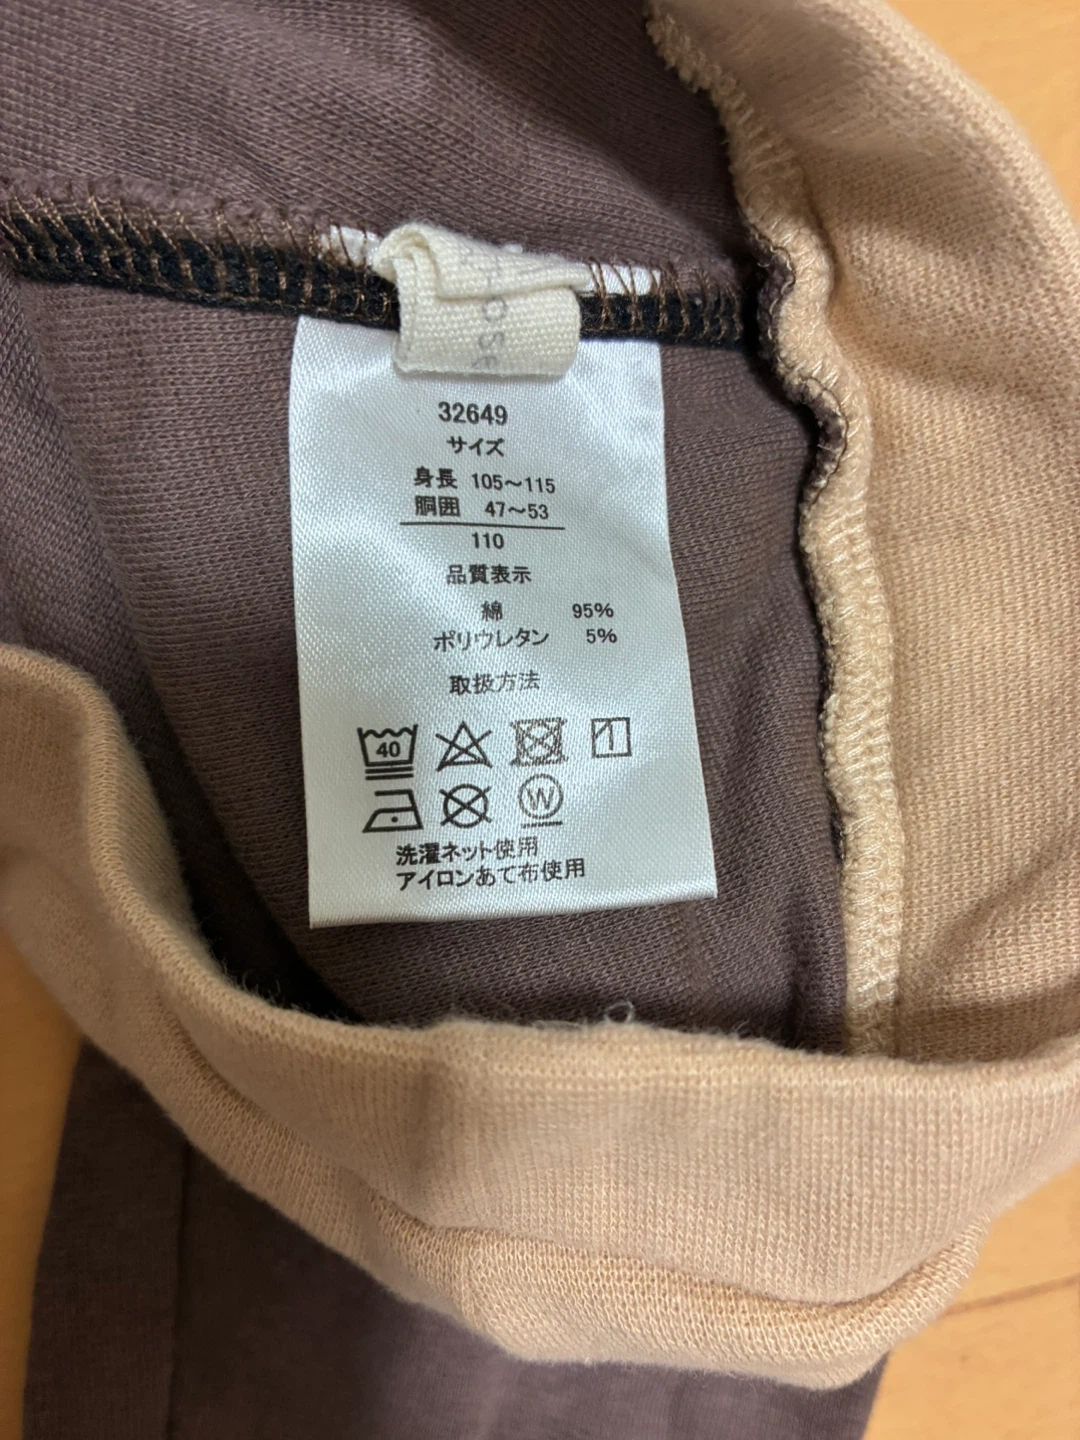 32649
サイズ
身長 105～115
胴囲 47～53
110
品質表示
綿 95%
ポリウレタン 5%
取扱方法
40
W
洗濯ネット使用
アイロンあて布使用